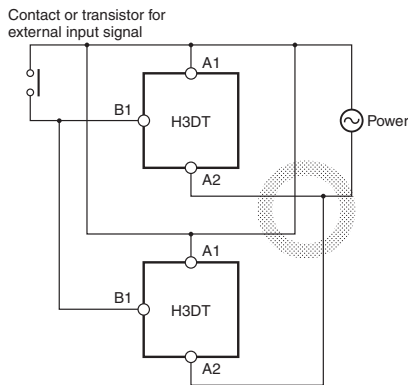 Contact or transistor for
external input signal
A1
B1
H3DT
Power
A2
A1
B1
H3DT
A2